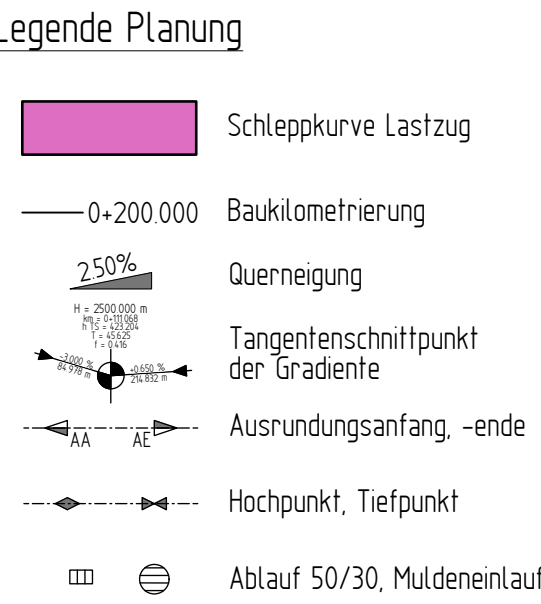 Legende Planung
Schleppkurve Lastzug
0+200.000 Baukilometrierung
2.50% Querneigung
H = 2500.000 m
km = 0+111.068
h TS = 423.204
T = 45.625
f = 0.416
-3.000 %
84.978 m
+0.650 %
214.832 m
Tangentenschnittpunkt
der Gradiente
AA AE Ausrundungsanfang, -ende
Hochpunkt, Tiefpunkt
Ablauf 50/30, Muldeneinlauf